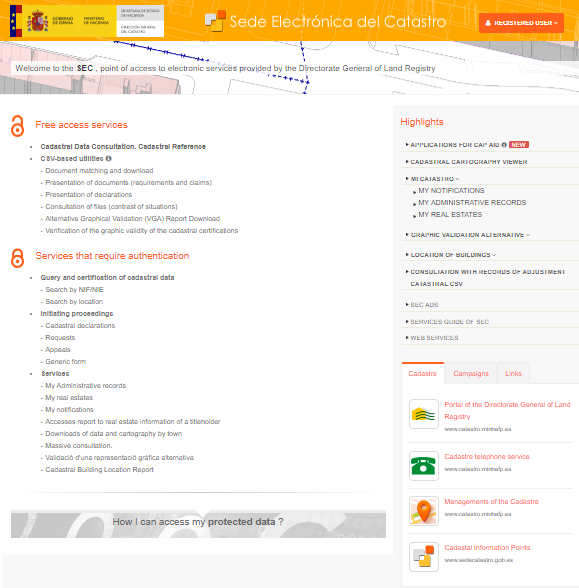 GOBIERNO
DE ESPAÑA
MINISTERIO
DE HACIENDA
SECRETARÍA DE ESTADO
DE HACIENDA
DIRECCIÓN GENERAL
DEL CATASTRO
Sede Electrónica del Catastro
REGISTERED USER
Welcome to the SEC , point of access to electronic services provided by the Directorate General of Land Registry
Free access services
Cadastral Data Consultation. Cadastral Reference
CSV-based utilities
- Document matching and download
- Presentation of documents (requirements and claims)
- Presentation of declarations
- Consultation of files (contrast of situations)
- Alternative Graphical Validation (VGA) Report Download
- Verification of the graphic validity of the cadastral certifications
Services that require authentication
Query and certification of cadastral data
- Search by NIF/NIE
- Search by location
Initiating proceedings
- Cadastral declarations
- Requests
- Appeals
- Generic form
Services
- My Administrative records
- My real estates
- My notifications
- Accesses report to real estate information of a titleholder
- Downloads of data and cartography by town
- Massive consultation.
- Validació d'una representació gràfica alternativa
- Cadastral Building Location Report
How I can access my protected data ?
Highlights
APPLICATIONS FOR CAP AID NEW
CADASTRAL CARTOGRAPHY VIEWER
MI CATASTRO
MY NOTIFICATIONS
MY ADMINISTRATIVE RECORDS
MY REAL ESTATES
GRAPHIC VALIDATION ALTERNATIVE
LOCATION OF BUILDINGS
CONSULTATION WITH RECORDS OF ADJUSTMENT
CATASTRAL CSV
SEC ADS
SERVICES GUIDE OF SEC
WEB SERVICES
Cadastre Campaigns Links
Portal of the Directorate General of Land
Registry
www.catastro.minhafp.es
Cadastre telephone service
www.catastro.minhafp.es
Managements of the Cadastre
www.catastro.minhafp.es
Cadastal Information Points
www.sedecatastro.gob.es